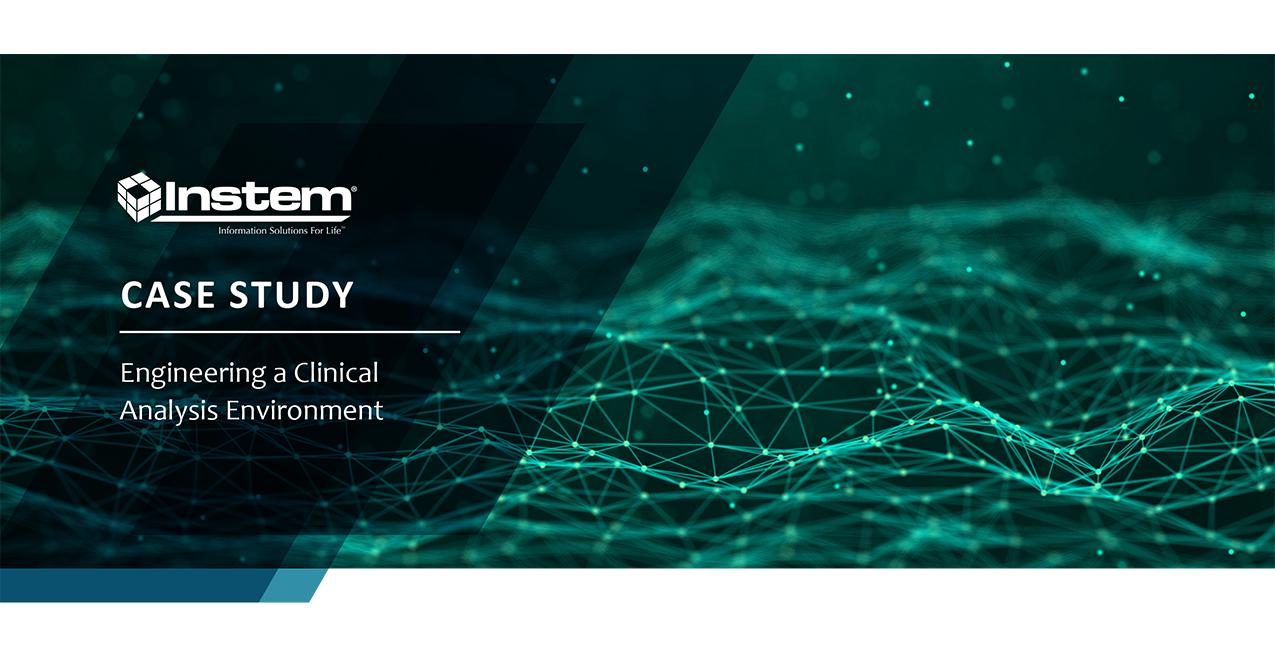 Instem®
Information Solutions For Life™
CASE STUDY
Engineering a Clinical
Analysis Environment